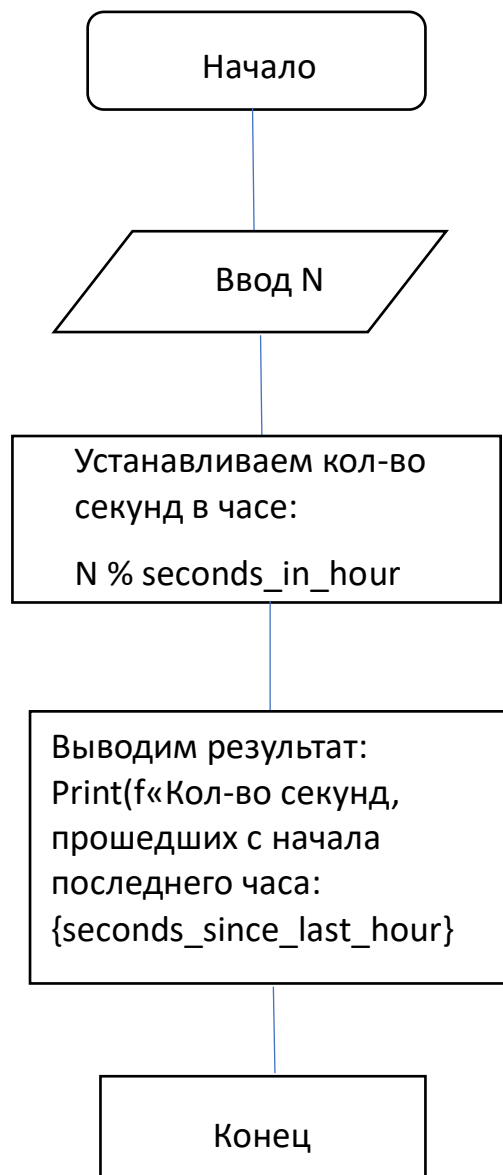 Начало
Ввод N
Устанавливаем кол-во
секунд в часе:
N % seconds_in_hour
Выводим результат:
Print(f«Кол-во секунд,
прошедших с начала
последнего часа:
{seconds_since_last_hour}
Конец